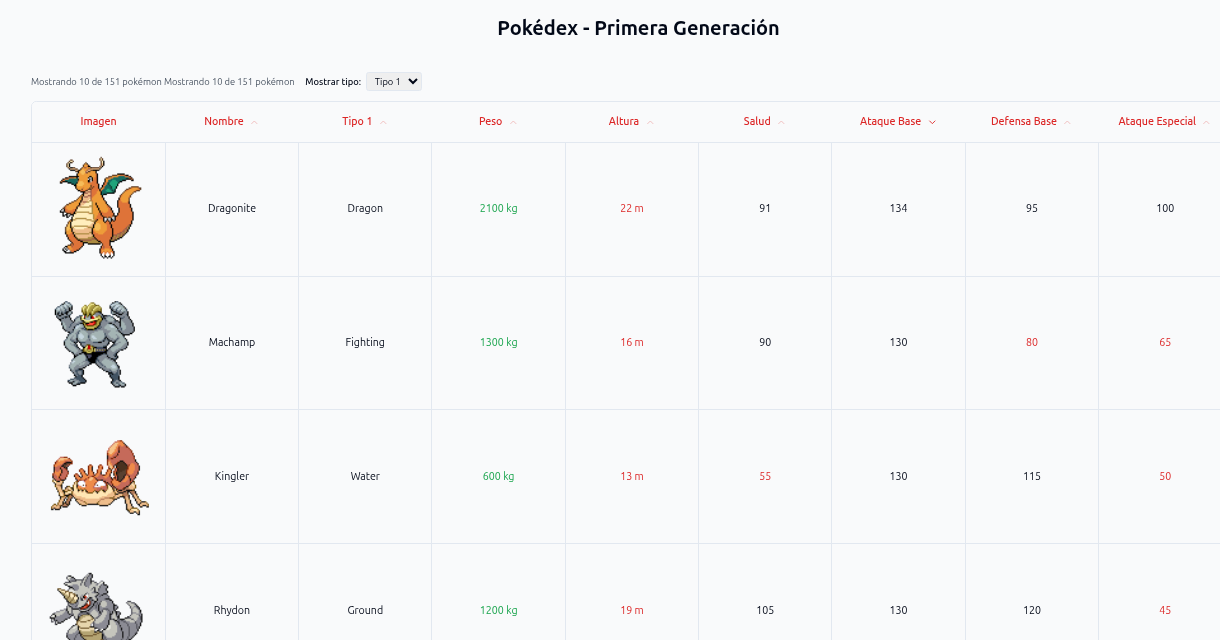 Pokédex - Primera Generación
Mostrando 10 de 151 pokémon Mostrando 10 de 151 pokémon Mostrar tipo: Tipo 1
Imagen Nombre Tipo 1 Peso Altura Salud Ataque Base Defensa Base Ataque Especial
Dragonite Dragon 2100 kg 22 m 91 134 95 100
Machamp Fighting 1300 kg 16 m 90 130 80 65
Kingler Water 600 kg 13 m 55 130 115 50
Rhydon Ground 1200 kg 19 m 105 130 120 45